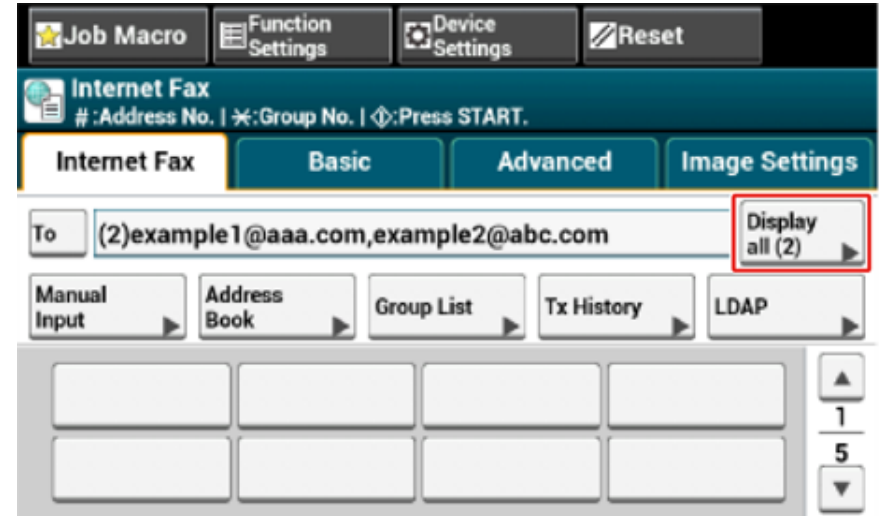 Job Macro
Function
Settings
Device
Settings
Reset
Internet Fax
#:Address No. | ⚹:Group No. | :Press START.
Internet Fax
Basic
Advanced
Image Settings
To
(2)example1@aaa.com,example2@abc.com
Display
all (2)
Manual
Input
Address
Book
Group List
Tx History
LDAP
1
5